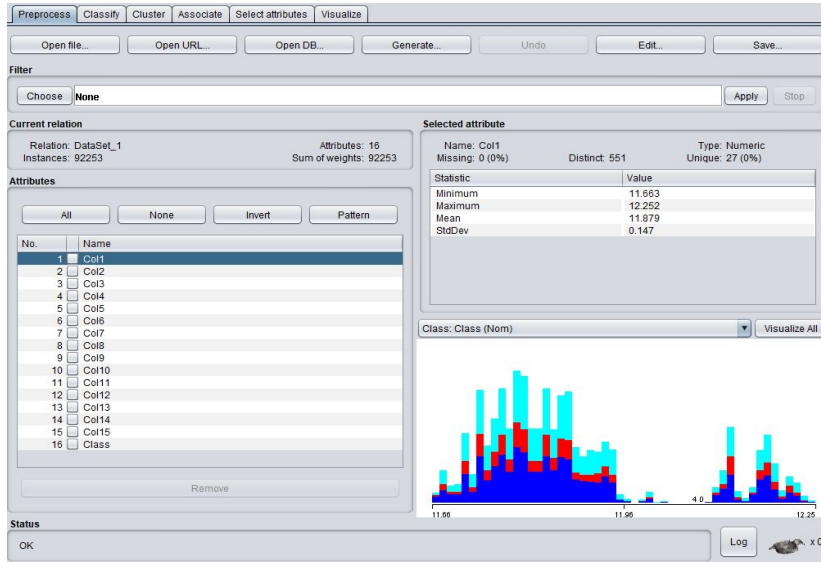 Preprocess Classify Cluster Associate Select attributes Visualize
Open file... Open URL... Open DB... Generate... Undo Edit... Save...
Filter
Choose None Apply Stop
Current relation
Relation: DataSet_1 Attributes: 16
Instances: 92253 Sum of weights: 92253
Attributes
All None Invert Pattern
No. Name
1 Col1
2 Col2
3 Col3
4 Col4
5 Col5
6 Col6
7 Col7
8 Col8
9 Col9
10 Col10
11 Col11
12 Col12
13 Col13
14 Col14
15 Col15
16 Class
Remove
Selected attribute
Name: Col1 Type: Numeric
Missing: 0 (0%) Distinct: 551 Unique: 27 (0%)
Statistic Value
Minimum 11.663
Maximum 12.252
Mean 11.879
StdDev 0.147
Class: Class (Nom) Visualize All
4 0
11.66 11.96 12.25
Status
OK Log x 0